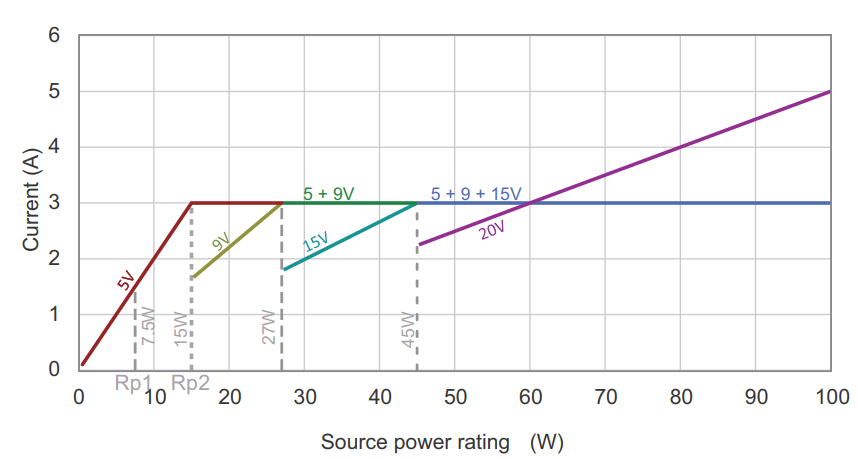 6
5
4
3
2
1
0
Current (A)
5V
9V
5 + 9V
15V
5 + 9 + 15V
20V
7.5W
15W
27W
45W
Rp1 Rp2
0 10 20 30 40 50 60 70 80 90 100
Source power rating (W)